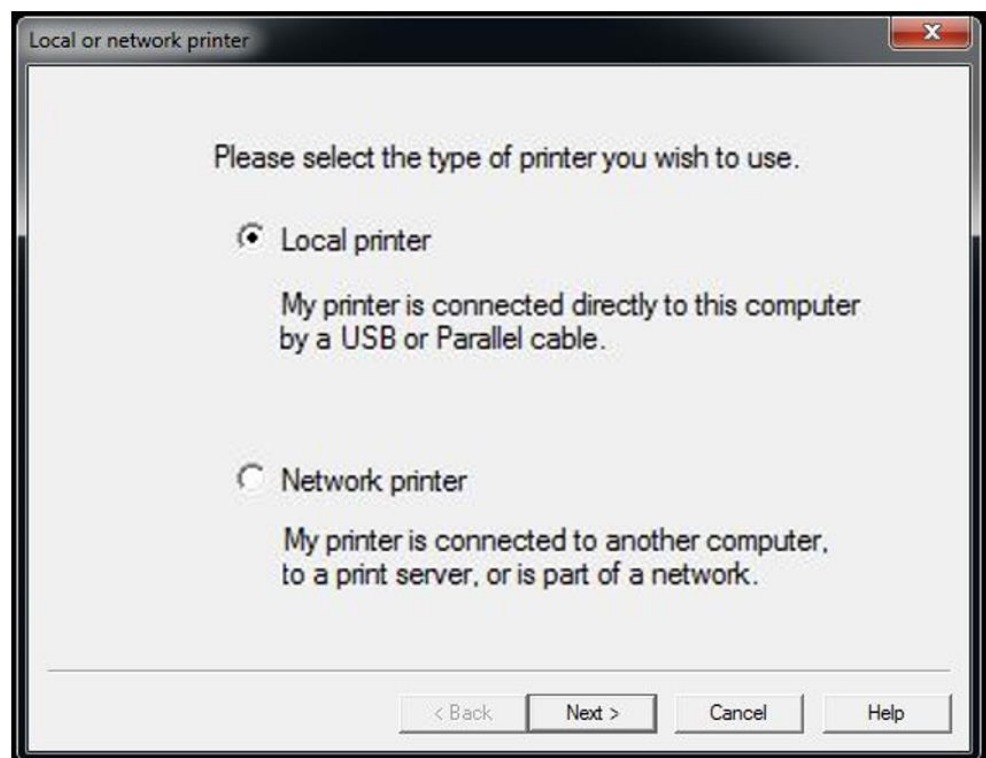 Local or network printer
Please select the type of printer you wish to use.
Local printer
My printer is connected directly to this computer
by a USB or Parallel cable.
Network printer
My printer is connected to another computer,
to a print server, or is part of a network.
< Back Next > Cancel Help